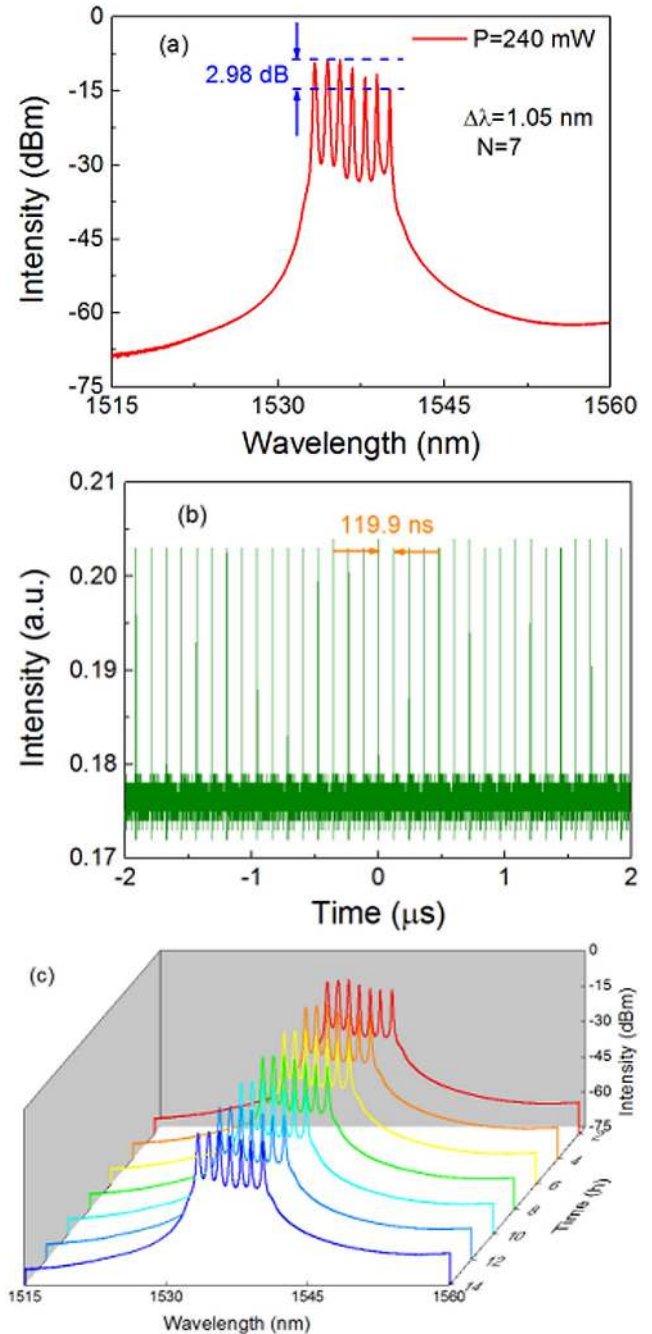 (a)
P=240 mW
2.98 dB
Δλ=1.05 nm
N=7
0
-15
-30
-45
-60
-75
Intensity (dBm)
1515 1530 1545 1560
Wavelength (nm)
(b)
119.9 ns
0.21
0.20
0.19
0.18
0.17
Intensity (a.u.)
-2 -1 0 1 2
Time (μs)
(c)
0
-15
-30
-45
-60
-75
Intensity (dBm)
2
4
6
8
10
12
14
Time (h)
1515 1530 1545 1560
Wavelength (nm)